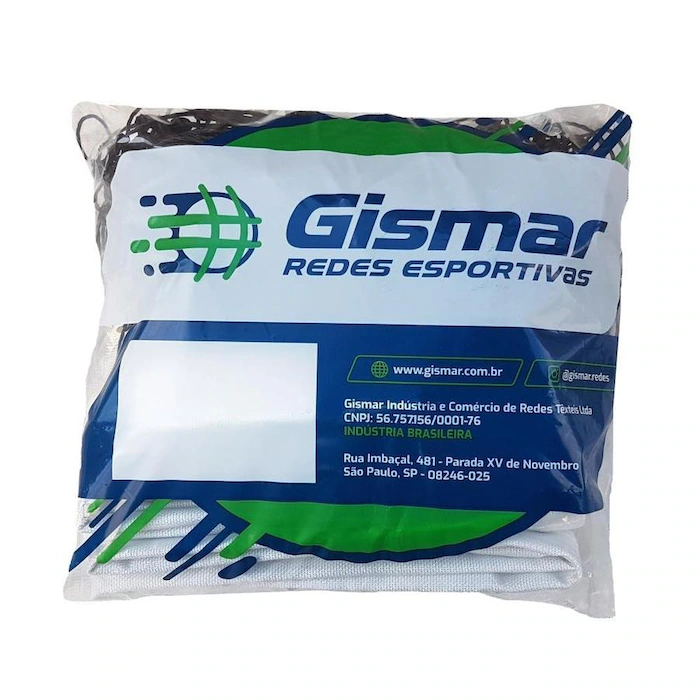 Gismar
REDES ESPORTIVAS
www.gismar.com.br
@gismar.redes
Gismar Indústria e Comércio de Redes Têxteis Ltda
CNPJ: 56.757.156/0001-76
INDÚSTRIA BRASILEIRA
Rua Imbaçal, 481 - Parada XV de Novembro
São Paulo, SP - 08246-025